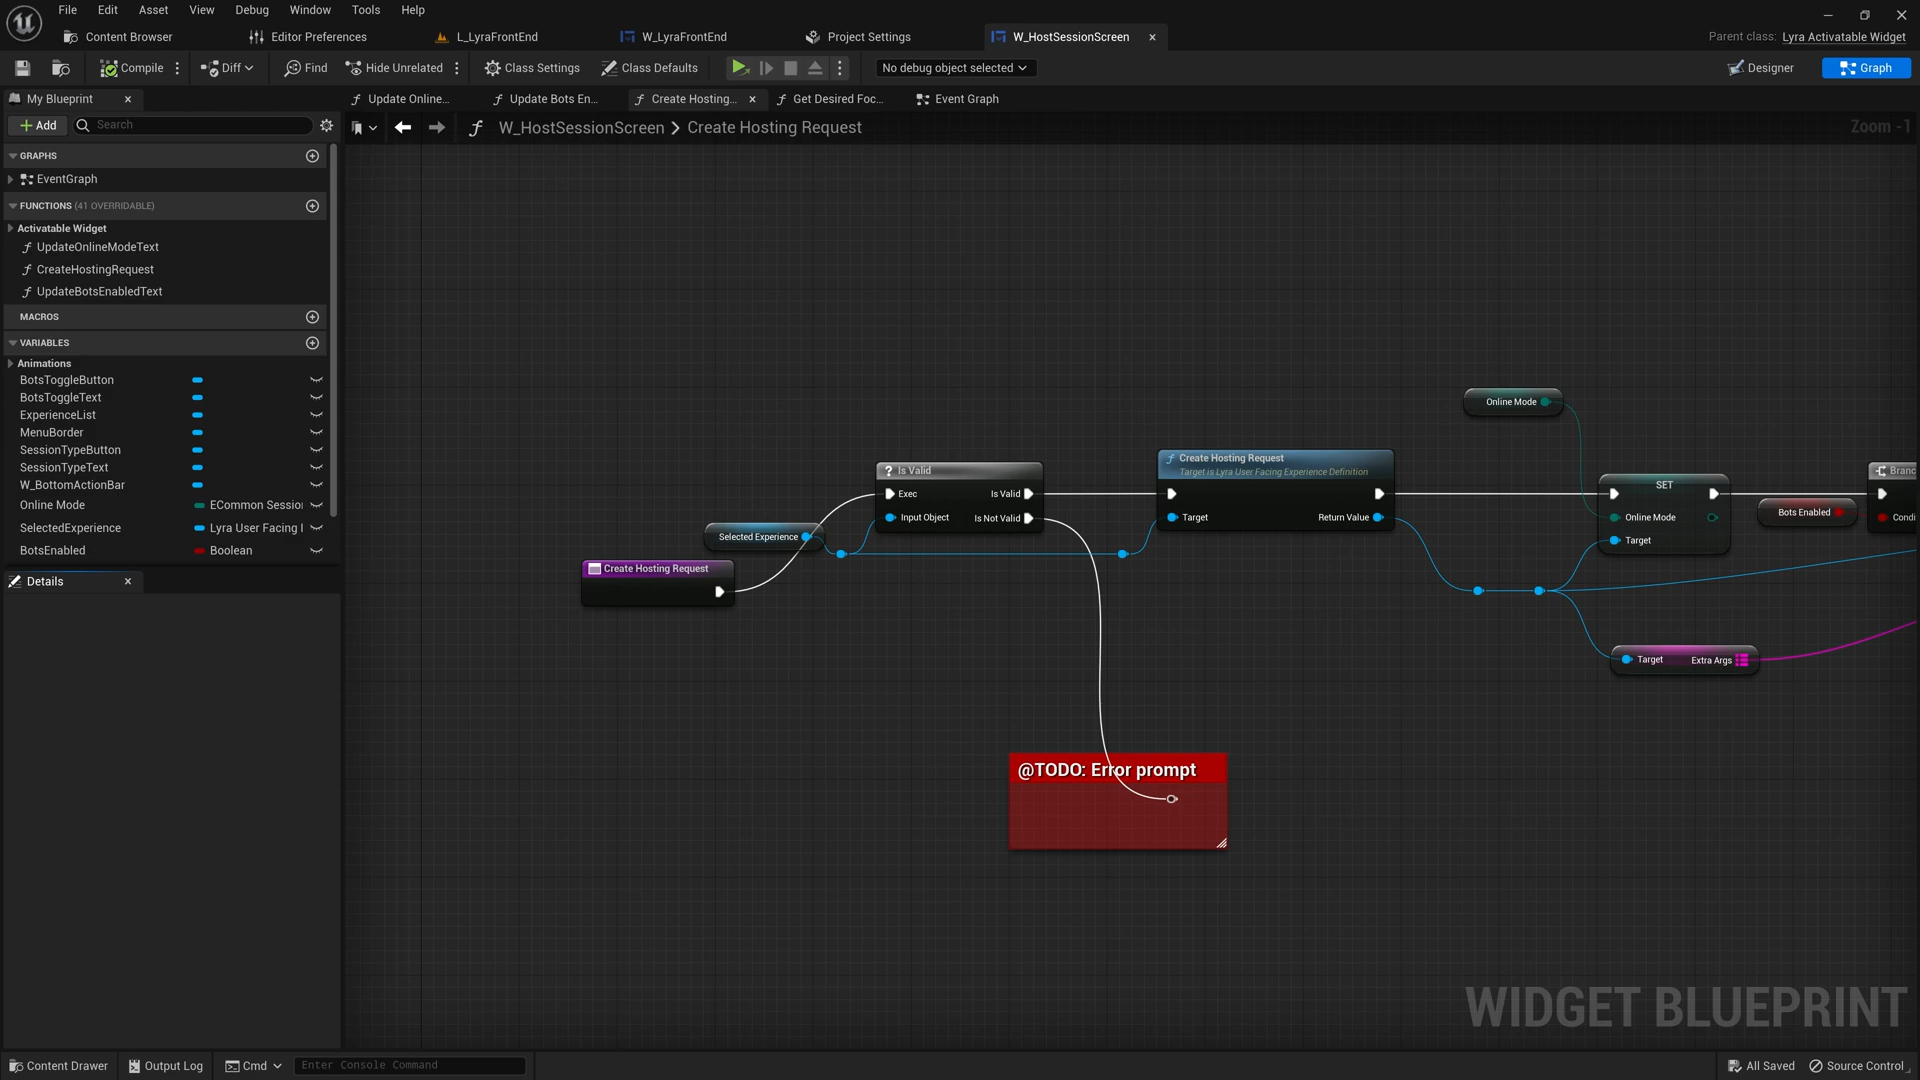 File Edit Asset View Debug Window Tools Help
Content Browser Editor Preferences L_LyraFrontEnd W_LyraFrontEnd Project Settings W_HostSessionScreen
Parent class: Lyra Activatable Widget
Compile Diff Find Hide Unrelated Class Settings Class Defaults No debug object selected Designer Graph
My Blueprint
Update Online... Update Bots En... Create Hosting... Get Desired Foc... Event Graph
Add Search
W_HostSessionScreen > Create Hosting Request
Zoom -1
GRAPHS
EventGraph
FUNCTIONS (41 OVERRIDABLE)
Activatable Widget
UpdateOnlineModeText
CreateHostingRequest
UpdateBotsEnabledText
MACROS
VARIABLES
Animations
BotsToggleButton
BotsToggleText
ExperienceList
MenuBorder
SessionTypeButton
SessionTypeText
W_BottomActionBar
Online Mode ECommon Sessio
SelectedExperience Lyra User Facing I
BotsEnabled Boolean
Details
Selected Experience
Create Hosting Request
Is Valid
Exec Is Valid
Input Object Is Not Valid
Create Hosting Request
Target is Lyra User Facing Experience Definition
Target Return Value
Online Mode
SET
Online Mode
Target
Bots Enabled
Branc
Condi
Target Extra Args
@TODO: Error prompt
WIDGET BLUEPRINT
Content Drawer Output Log Cmd Enter Console Command
All Saved Source Control